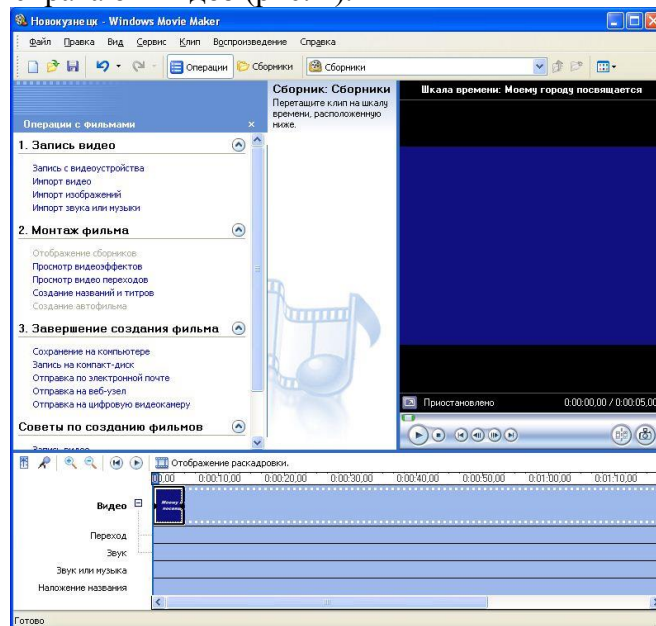 Новокузнецк - Windows Movie Maker
Файл Правка Вид Сервис Клип Воспроизведение Справка
Операции Сборники Сборники
Операции с фильмами ×
1. Запись видео
Запись с видеоустройства
Импорт видео
Импорт изображений
Импорт звука или музыки
2. Монтаж фильма
Отображение сборников
Просмотр видеоэффектов
Просмотр видео переходов
Создание названий и титров
Создание автофильма
3. Завершение создания фильма
Сохранение на компьютере
Запись на компакт-диск
Отправка по электронной почте
Отправка на веб-узел
Отправка на цифровую видеокамеру
Советы по созданию фильмов
Сборник: Сборники
Перетащите клип на шкалу
времени, расположенную
ниже.
Шкала времени: Моему городу посвящается
Приостановлено 0:00:00,00 / 0:00:05,00
Отображение раскадровки.
0:00:10,00 0:00:20,00 0:00:30,00 0:00:40,00 0:00:50,00 0:01:00,00 0:01:10,00
Видео
Переход
Звук
Звук или музыка
Наложение названия
Готово